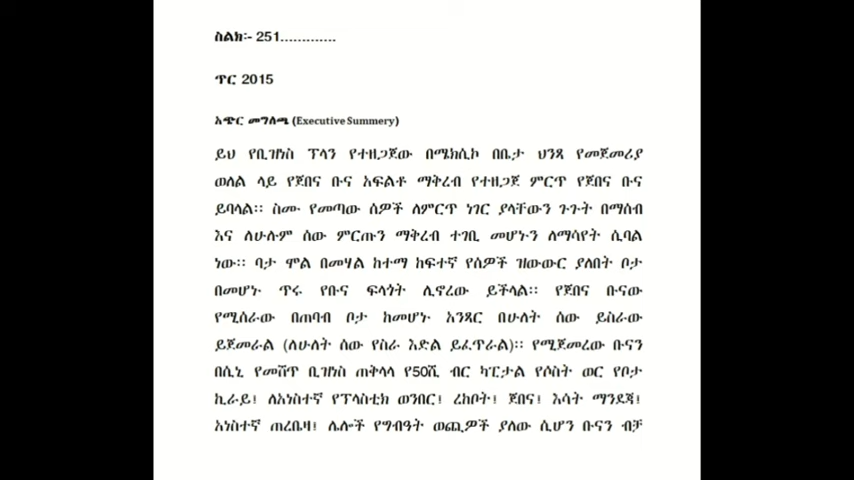 ስልክ፡- 251.............
ጥር 2015
አጭር መግለጫ (Executive Summery)
ይህ የቢዝነስ ፕላን የተዘጋጀው በሜክሲኮ በቤታ ህንጻ የመጀመሪያ
ወለል ላይ የጀበና ቡና አፍልቶ ማቅረብ የተዘጋጀ ምርጥ የጀበና ቡና
ይባላል። ስሙ የመጣው ሰዎች ለምርጥ ነገር ያላቸውን ጉጉት በማሰብ
እና ለሁሉም ሰው ምርጡን ማቅረብ ተገቢ መሆኑን ለማሳየት ሲባል
ነው። ባታ ሞል በመሃል ከተማ ከፍተኛ የሰዎች ዝውውር ያለበት ቦታ
በመሆኑ ጥሩ የቡና ፍላጎት ሊኖረው ይችላል። የጀበና ቡናው
የሚሰራው በጠባብ ቦታ ከመሆኑ አንጻር በሁለት ሰው ይስራው
ይጀመራል (ለሁለት ሰው የስራ እድል ይፈጥራል)። የሚጀመረው ቡናን
በሲኒ የመሸጥ ቢዝነስ ጠቅላላ የ50ሺ ብር ካፒታል የሶስት ወር የቦታ
ኪራይ፤ ለአነስተኛ የፕላስቲክ ወንበር፤ ረከቦት፤ ጀበና፤ እሳት ማንደጃ፤
አነስተኛ ጠረቤዛ፤ ሌሎች የግብዓት ወጪዎች ያለው ሲሆን ቡናን ብቻ